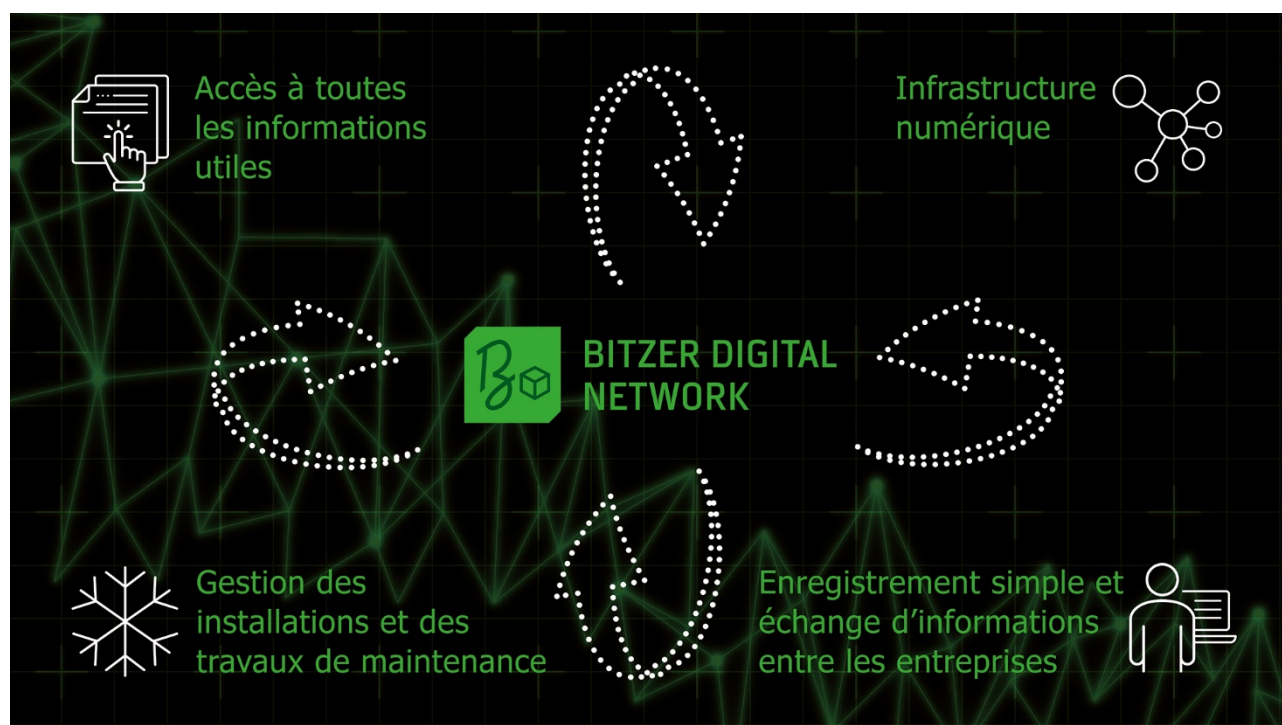 Accès à toutes
les informations
utiles
Infrastructure
numérique
BITZER DIGITAL
NETWORK
Gestion des
installations et des
travaux de maintenance
Enregistrement simple et
échange d’informations
entre les entreprises